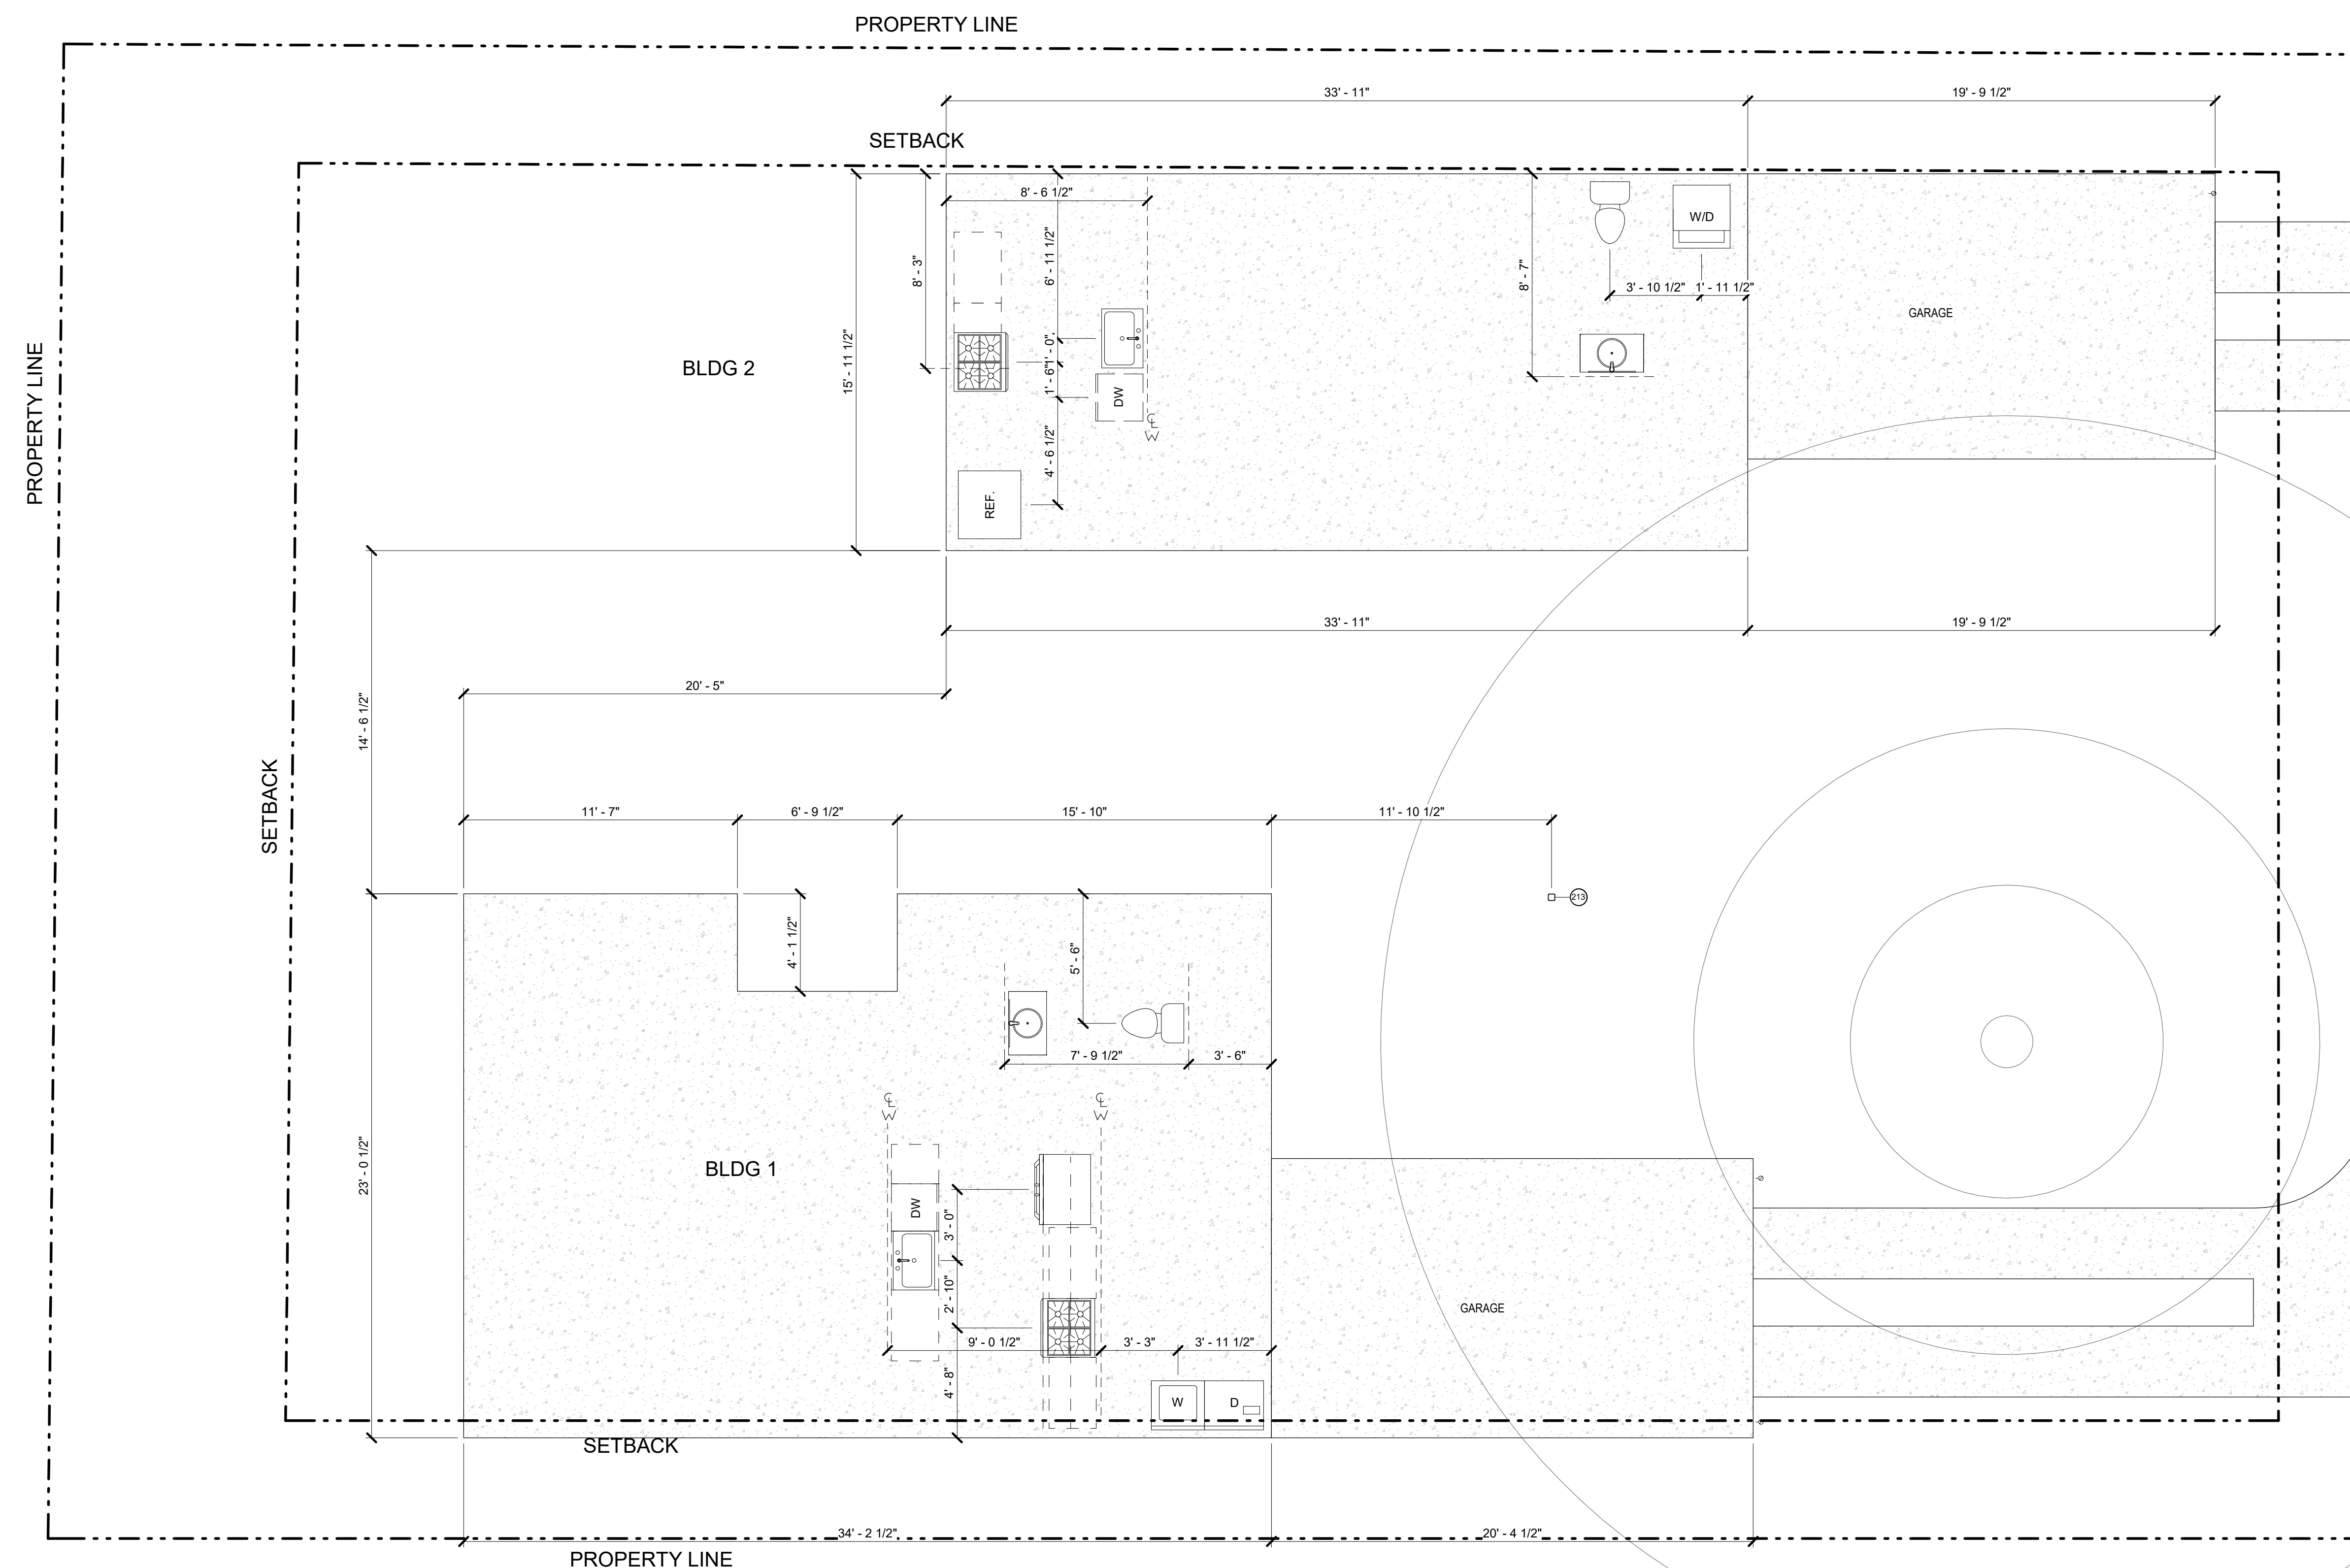 PROPERTY LINE
33' - 11"
19' - 9 1/2"
SETBACK
8' - 6 1/2"
W/D
6' - 11 1/2"
8' - 3"
8' - 7"
3' - 10 1/2"
1' - 11 1/2"
GARAGE
PROPERTY LINE
BLDG 2
15' - 11 1/2"
1' - 0"
1' - 6"
DW
CL
W
4' - 6 1/2"
REF.
33' - 11"
19' - 9 1/2"
20' - 5"
14' - 6 1/2"
SETBACK
11' - 7"
6' - 9 1/2"
15' - 10"
11' - 10 1/2"
213
4' - 1 1/2"
5' - 6"
7' - 9 1/2"
3' - 6"
CL
W
CL
W
23' - 0 1/2"
BLDG 1
DW
3' - 0"
2' - 10"
GARAGE
9' - 0 1/2"
3' - 3"
3' - 11 1/2"
4' - 8"
W
D
SETBACK
34' - 2 1/2"
20' - 4 1/2"
PROPERTY LINE